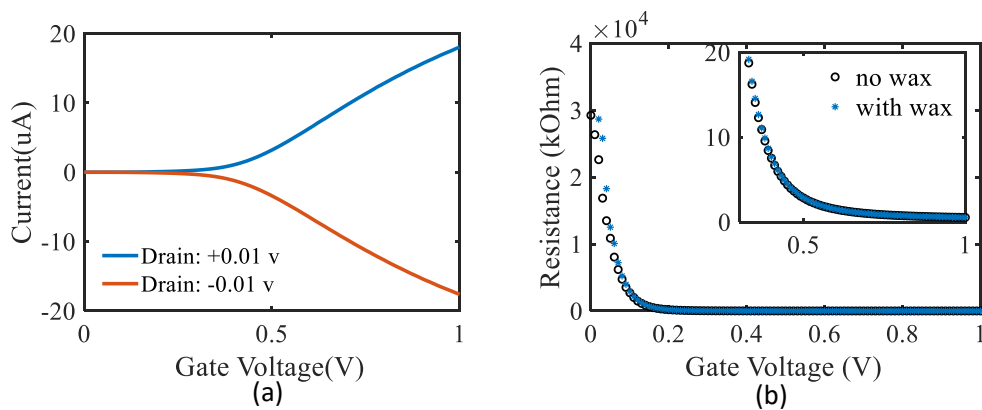 20
10
0
-10
-20
Current(uA)
Drain: +0.01 v
Drain: -0.01 v
0 0.5 1
Gate Voltage(V)
(a)
×10⁴
4
3
2
1
0
Resistance (kOhm)
20
10
0
no wax
with wax
0.5 1
0 0.2 0.4 0.6 0.8 1
Gate Voltage (V)
(b)